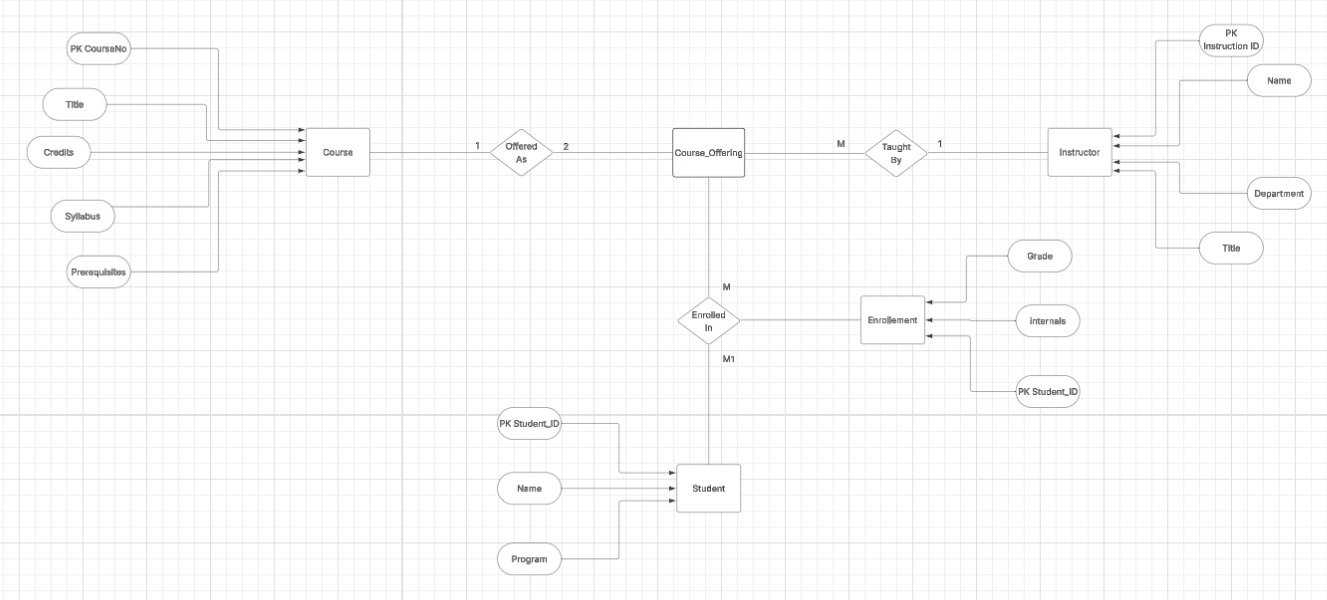 PK CourseNo
Title
Credits
Syllabus
Prerequisites
Course
1
Offered
As
2
Course_Offering
M
Taught
By
1
Instructor
PK
Instruction ID
Name
Department
Title
M
Enrolled
In
M1
Enrollement
Grade
internals
PK Student_ID
PK Student_ID
Name
Program
Student